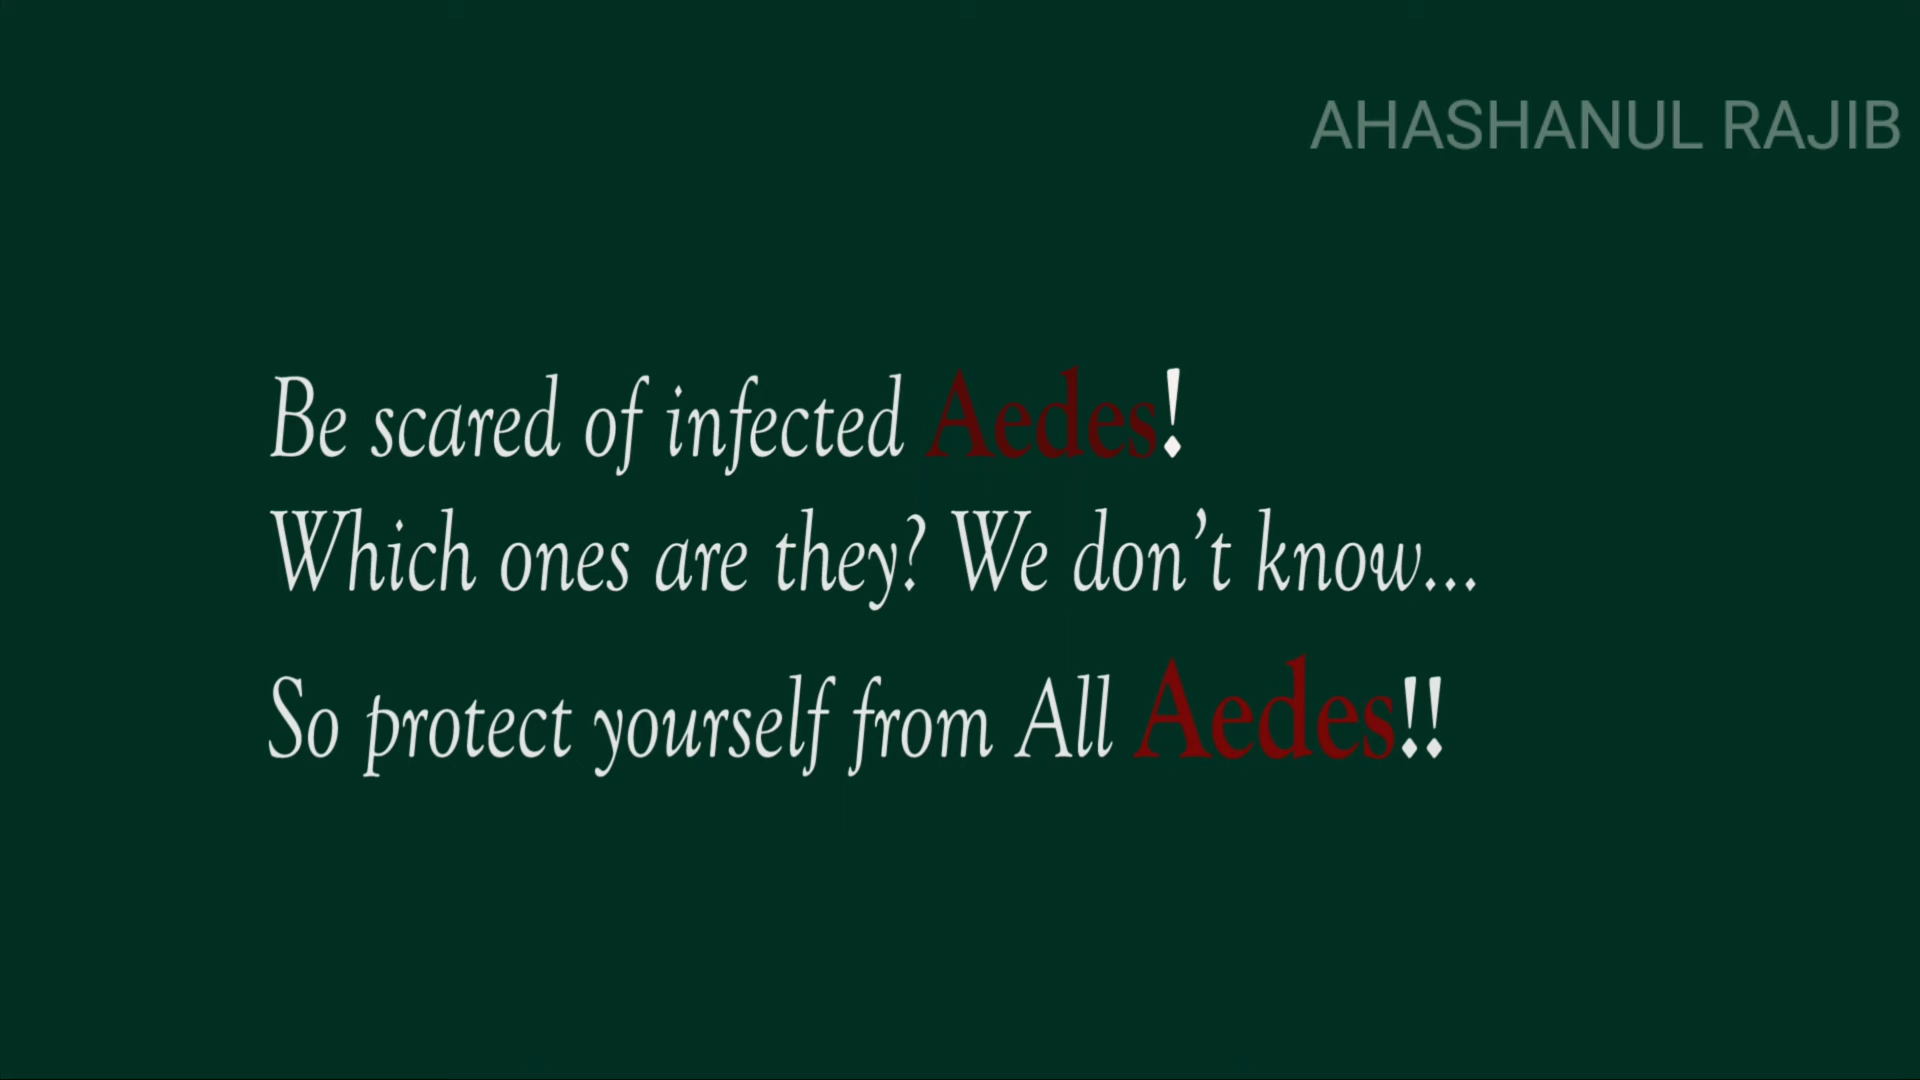 AHASHANUL RAJIB
Be scared of infected Aedes!
Which ones are they? We don’t know...
So protect yourself from All Aedes!!